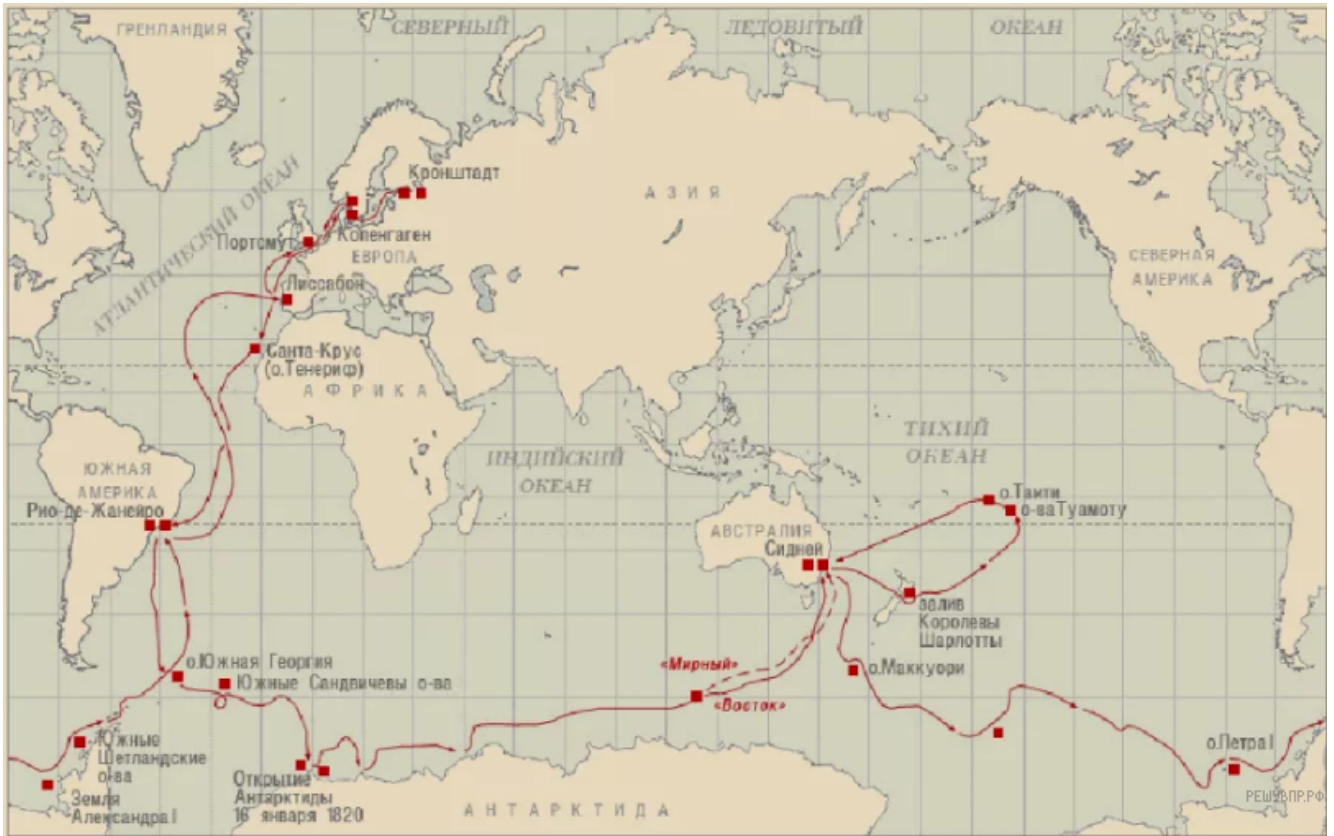 ГРЕНЛАНДИЯ
СЕВЕРНЫЙ
ЛЕДОВИТЫЙ
ОКЕАН
АТЛАНТИЧЕСКИЙ ОКЕАН
Кронштадт
АЗИЯ
Портсмут
Копенгаген
ЕВРОПА
СЕВЕРНАЯ
АМЕРИКА
Лиссабон
Санта-Крус
(о.Тенериф)
АФРИКА
ТИХИЙ
ОКЕАН
ИНДИЙСКИЙ
ОКЕАН
ЮЖНАЯ
АМЕРИКА
Рио-де-Жанейро
о.Таити
о-ва Туамоту
АВСТРАЛИЯ
Сидней
залив
Королевы
Шарлотты
о.Южная Георгия
Южные Сандвичевы о-ва
«Мирный»
«Восток»
о.Маккуори
Южные
Шетландские
о-ва
Земля
Александра I
Открытие
Антарктиды
16 января 1820
АНТАРКТИДА
о.Петра I
РЕШУВПР.РФ